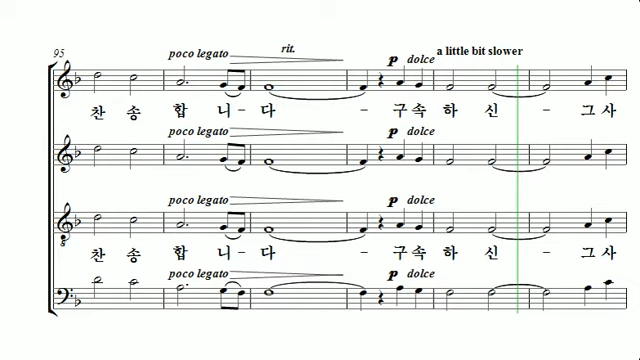 95 poco legato rit. p dolce a little bit slower
찬 송 합 니 - 다 - 구 속 하 신 - 그 사
poco legato p dolce
poco legato p dolce
8
찬 송 합 니 - 다 - 구 속 하 신 - 그 사
poco legato p dolce